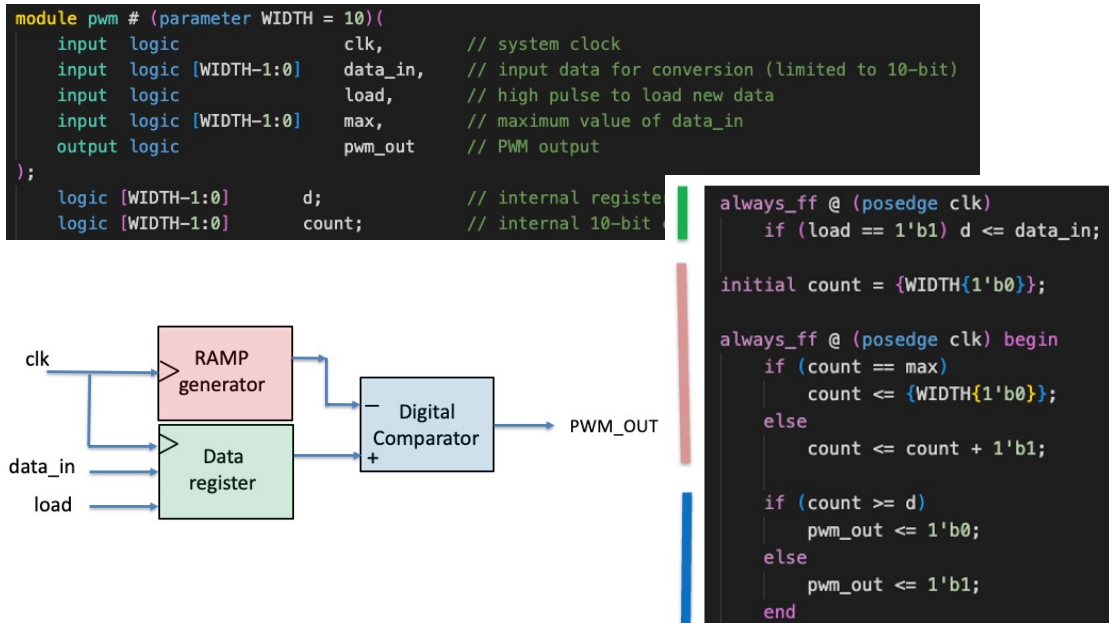 module pwm # (parameter WIDTH = 10)(
input logic clk, // system clock
input logic [WIDTH-1:0] data_in, // input data for conversion (limited to 10-bit)
input logic load, // high pulse to load new data
input logic [WIDTH-1:0] max, // maximum value of data_in
output logic pwm_out // PWM output
);
logic [WIDTH-1:0] d; // internal registe
logic [WIDTH-1:0] count; // internal 10-bit
always_ff @ (posedge clk)
if (load == 1'b1) d <= data_in;
initial count = {WIDTH{1'b0}};
always_ff @ (posedge clk) begin
if (count == max)
count <= {WIDTH{1'b0}};
else
count <= count + 1'b1;
if (count >= d)
pwm_out <= 1'b0;
else
pwm_out <= 1'b1;
end
clk
RAMP
generator
Digital
Comparator
−
+
PWM_OUT
Data
register
data_in
load